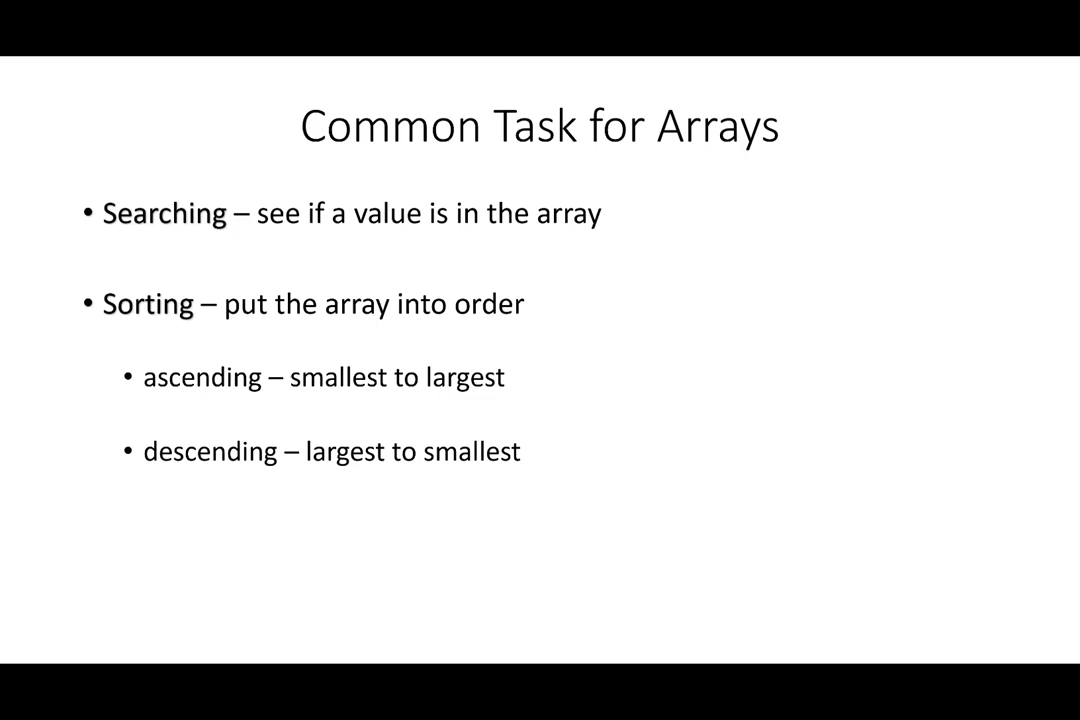 Common Task for Arrays
• Searching – see if a value is in the array
• Sorting – put the array into order
• ascending – smallest to largest
• descending – largest to smallest